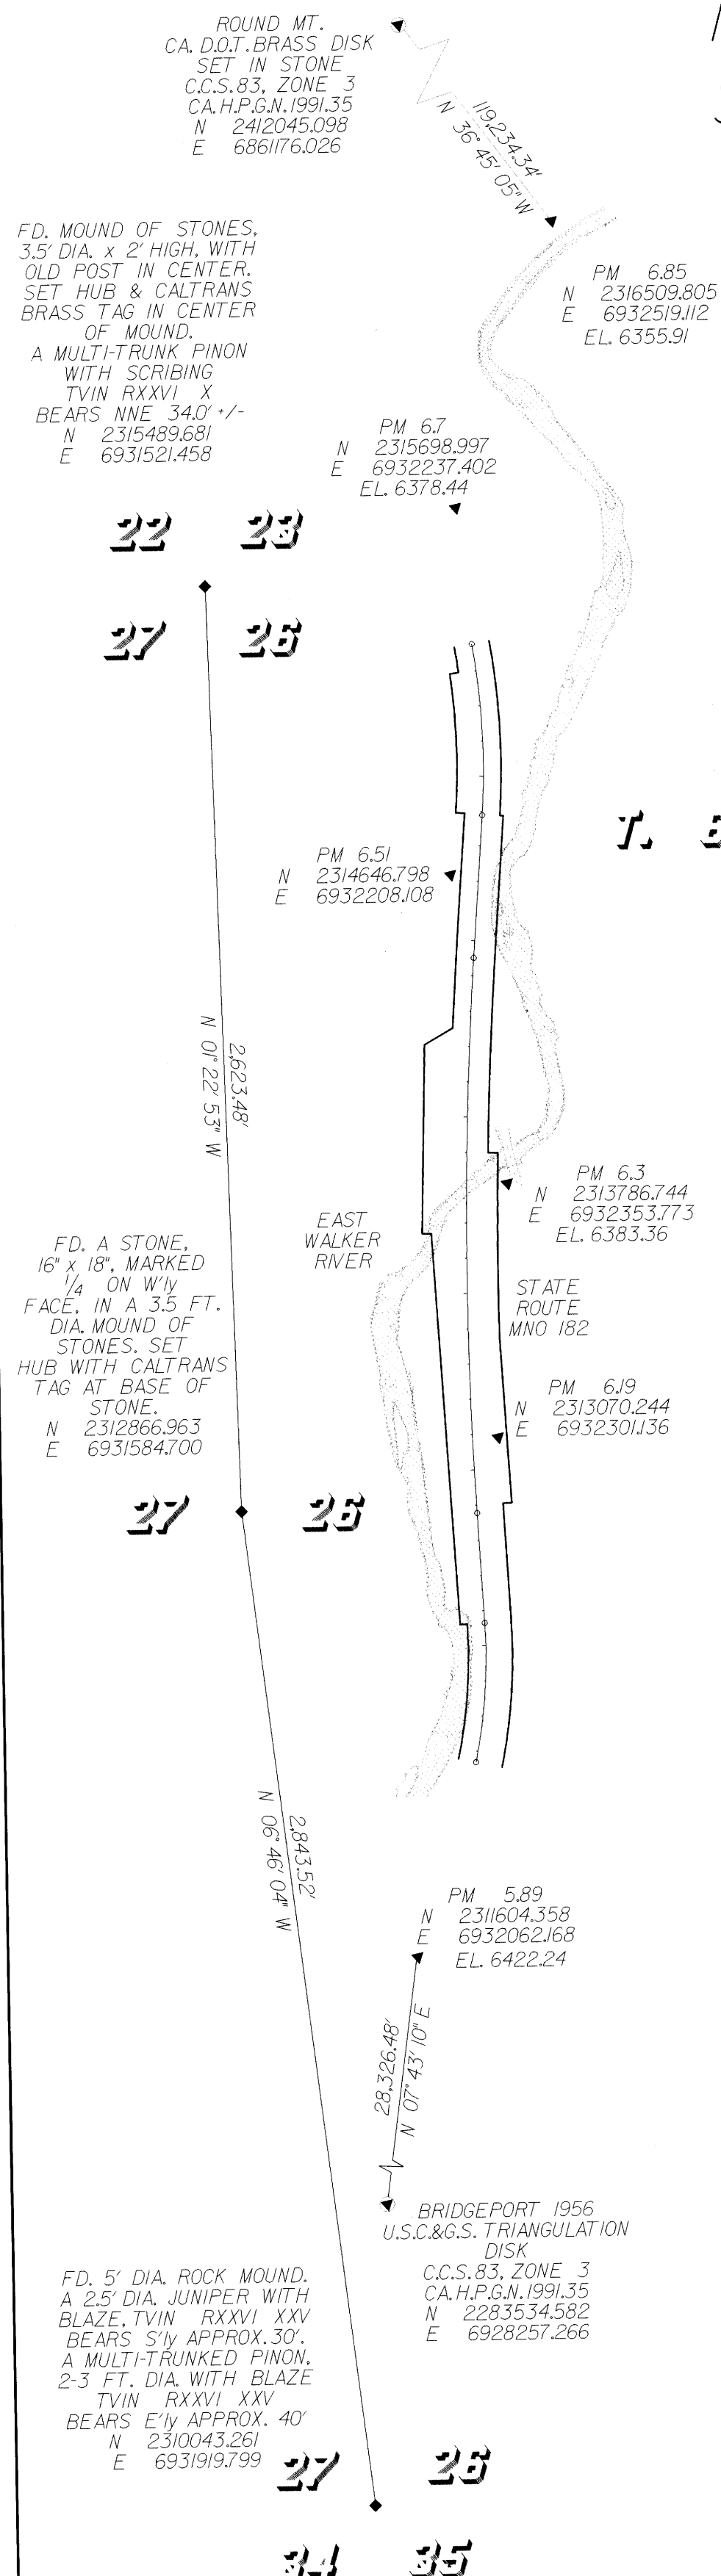 ROUND MT.
CA. D.O.T. BRASS DISK
SET IN STONE
C.C.S.83, ZONE 3
CA.H.P.G.N.1991.35
N 2412045.098
E 6861176.026
119,234.34'
N 36° 45' 05" W
FD. MOUND OF STONES,
3.5' DIA. x 2' HIGH, WITH
OLD POST IN CENTER.
SET HUB & CALTRANS
BRASS TAG IN CENTER
OF MOUND.
A MULTI-TRUNK PINON
WITH SCRIBING
TVIN RXXVI X
BEARS NNE 34.0' +/-
N 2315489.681
E 6931521.458
PM 6.85
N 2316509.805
E 6932519.112
EL. 6355.91
PM 6.7
N 2315698.997
E 6932237.402
EL. 6378.44
22 23
27 26
T.
PM 6.51
N 2314646.798
E 6932208.108
2,623.48'
N 01° 22' 53" W
PM 6.3
N 2313786.744
E 6932353.773
EL. 6383.36
EAST
WALKER
RIVER
STATE
ROUTE
MNO 182
FD. A STONE,
16" x 18", MARKED
1/4 ON W'ly
FACE, IN A 3.5 FT.
DIA. MOUND OF
STONES. SET
HUB WITH CALTRANS
TAG AT BASE OF
STONE.
N 2312866.963
E 6931584.700
PM 6.19
N 2313070.244
E 6932301.136
27 26
2,843.52'
N 06° 46' 04" W
PM 5.89
N 2311604.358
E 6932062.168
EL. 6422.24
28,326.48'
N 07° 43' 10" E
BRIDGEPORT 1956
U.S.C.&G.S. TRIANGULATION
DISK
C.C.S.83, ZONE 3
CA.H.P.G.N.1991.35
N 2283534.582
E 6928257.266
FD. 5' DIA. ROCK MOUND.
A 2.5' DIA. JUNIPER WITH
BLAZE, TVIN RXXVI XXV
BEARS S'ly APPROX. 30'.
A MULTI-TRUNKED PINON,
2-3 FT. DIA. WITH BLAZE
TVIN RXXVI XXV
BEARS E'ly APPROX. 40'
N 2310043.261
E 6931919.799
27 26
34 35